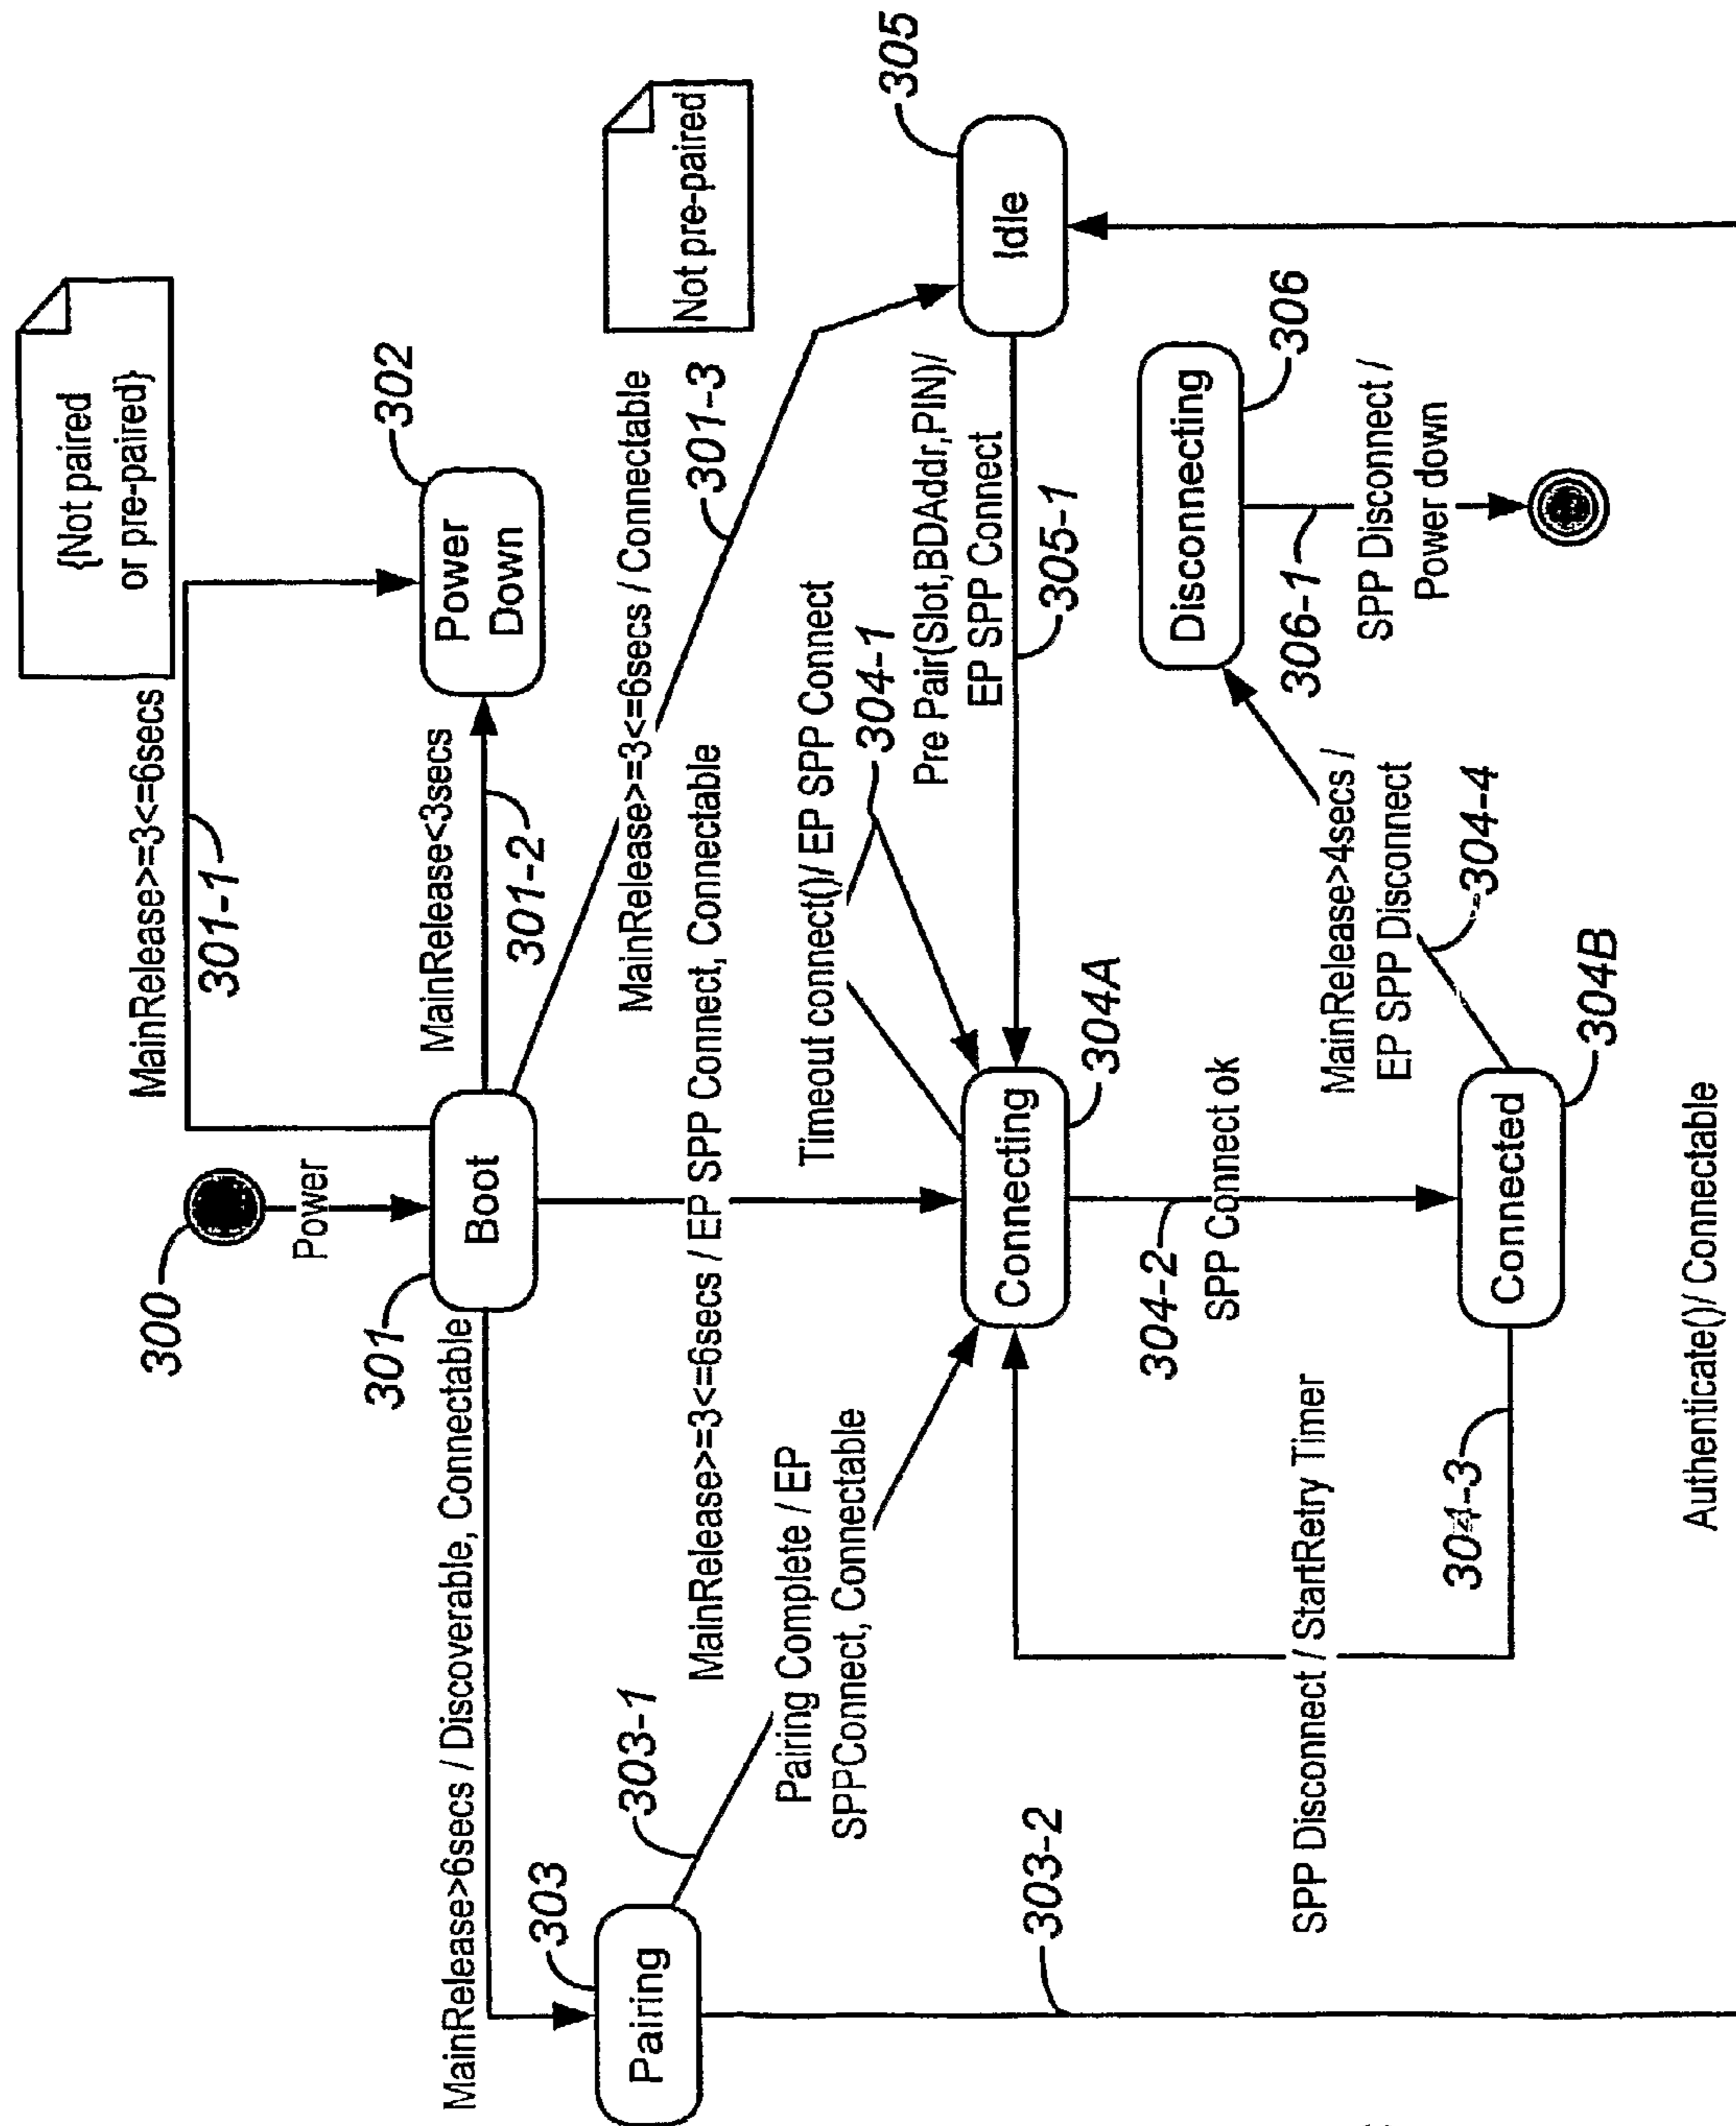 300
Power
301
Boot
MainRelease>=3<=6secs
301-1
{Not paired
or pre-paired}
MainRelease<3secs
301-2
Power
Down
302
MainRelease>6secs / Discoverable, Connectable
303
Pairing
MainRelease>=3<=6secs / Connectable
301-3
Not pre-paired
MainRelease>=3<=6secs / EP SPP Connect, Connectable
303-1
Pairing Complete / EP
SPPConnect, Connectable
Timeout connect()/ EP SPP Connect
304-1
305
Idle
Pre Pair(Slot,BDAddr,PIN)/
EP SPP Connect
305-1
Connecting
304A
304-2
SPP Connect ok
303-2
SPP Disconnect / StartRetry Timer
304-3
Connected
304B
MainRelease>4secs /
EP SPP Disconnect
304-4
Disconnecting
306
306-1
SPP Disconnect /
Power down
Authenticate()/ Connectable